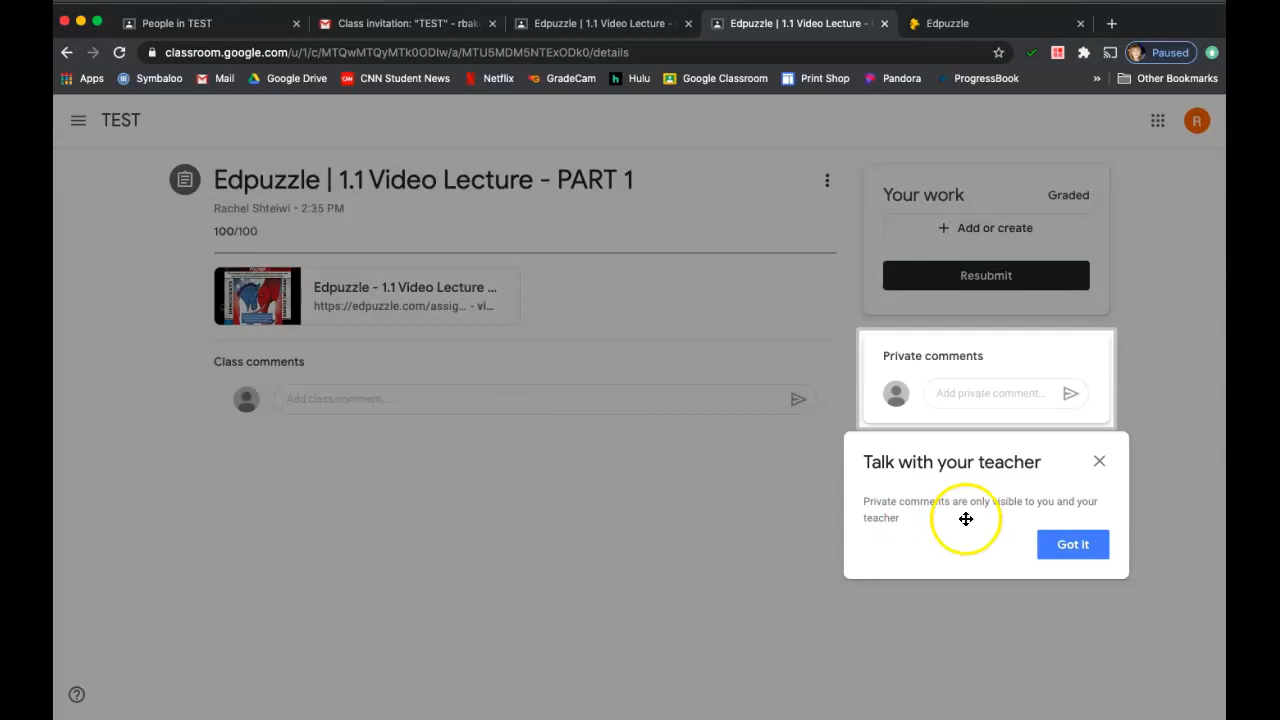 People in TEST
Class invitation: "TEST" - rbak
Edpuzzle | 1.1 Video Lecture -
Edpuzzle | 1.1 Video Lecture -
Edpuzzle
classroom.google.com/u/1/c/MTQwMTQyMTk0ODIw/a/MTU5MDM5NTExODk0/details
Paused
Apps
Symbaloo
Mail
Google Drive
CNN Student News
Netflix
GradeCam
Hulu
Google Classroom
Print Shop
Pandora
ProgressBook
»
Other Bookmarks
TEST
R
Edpuzzle | 1.1 Video Lecture - PART 1
Rachel Shteiwi • 2:35 PM
100/100
Edpuzzle - 1.1 Video Lecture ...
https://edpuzzle.com/assig... - vi...
Class comments
Add class comment...
Your work
Graded
+ Add or create
Resubmit
Private comments
Add private comment...
Talk with your teacher
Private comments are only visible to you and your
teacher
Got it